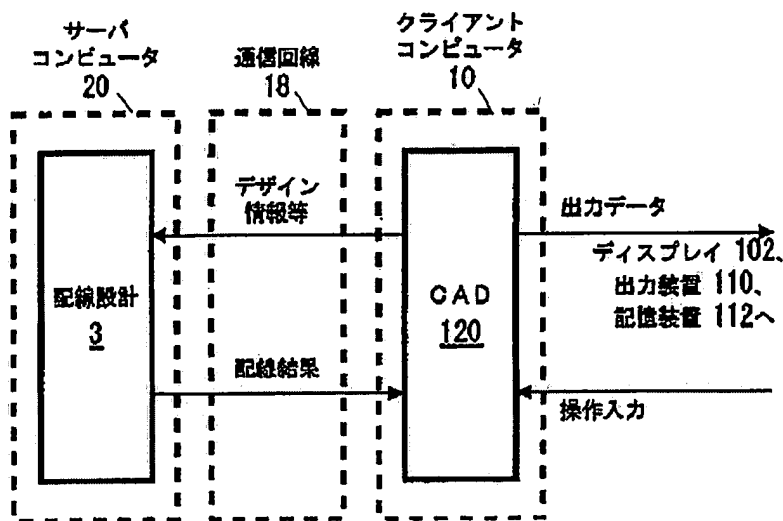 サーバ
コンピュータ
20
通信回線
18
クライアント
コンピュータ
10
デザイン
情報等
配線設計
3
配線結果
CAD
120
出力データ
ディスプレイ 102、
出力装置 110、
記憶装置 112へ
操作入力